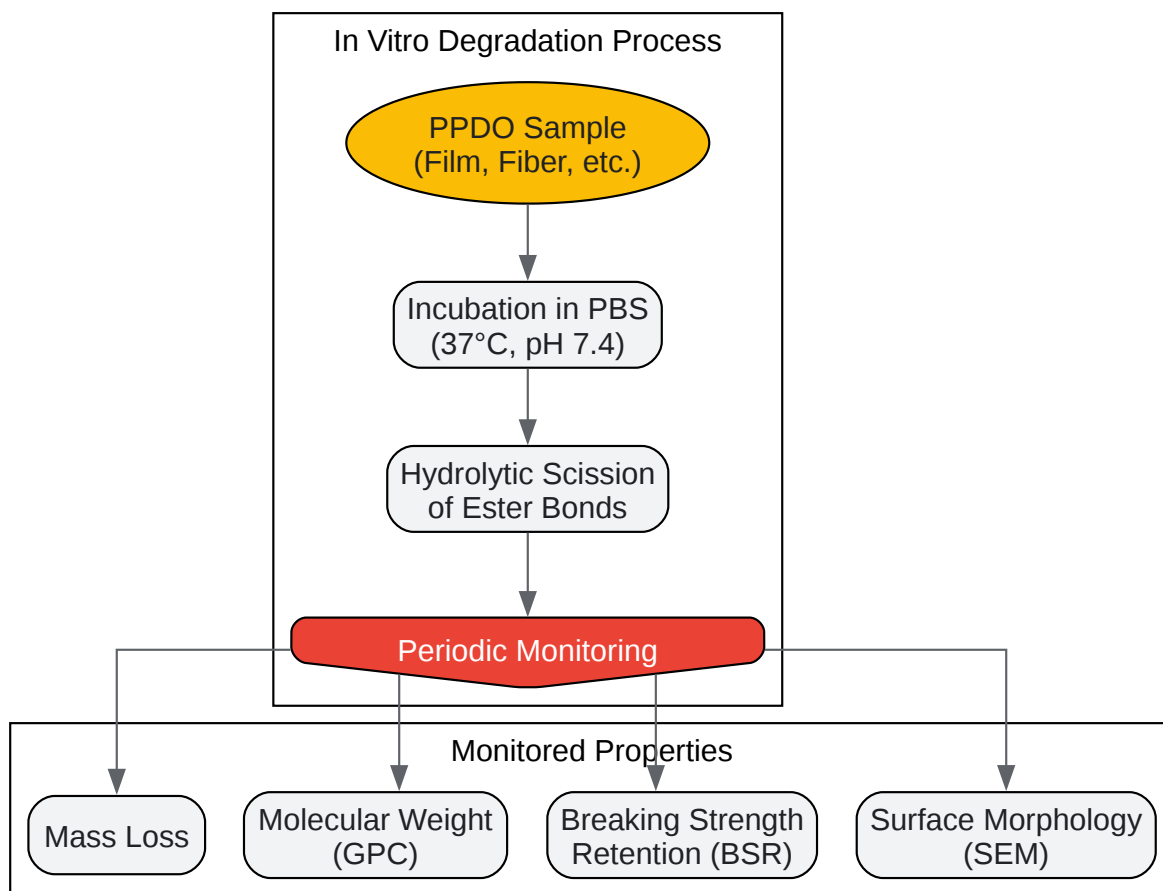 In Vitro Degradation Process
PPDO Sample
(Film, Fiber, etc.)
Incubation in PBS
(37°C, pH 7.4)
Hydrolytic Scission
of Ester Bonds
Periodic Monitoring
Monitored Properties
Mass Loss
Molecular Weight
(GPC)
Breaking Strength
Retention (BSR)
Surface Morphology
(SEM)